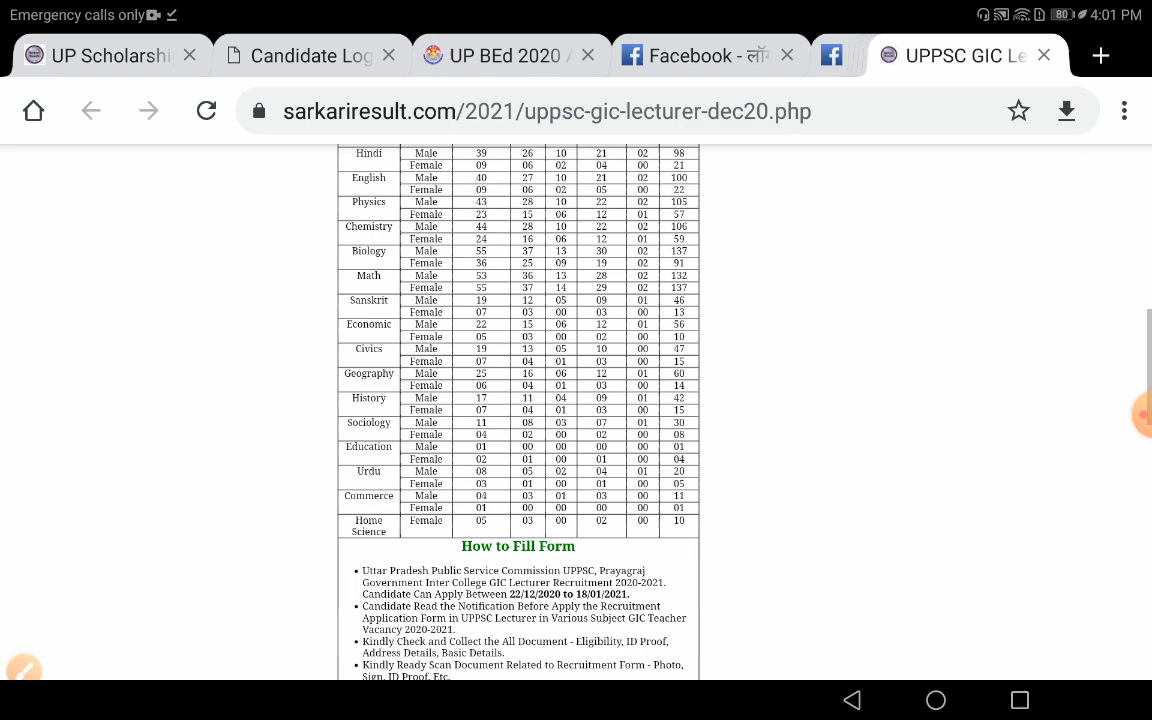 Emergency calls only 80 4:01 PM
UP Scholarshi Candidate Log UP BEd 2020 Facebook - लॉग UPPSC GIC Le
sarkariresult.com/2021/uppsc-gic-lecturer-dec20.php
Hindi Male 39 26 10 21 02 98
Female 09 06 02 04 00 21
English Male 40 27 10 21 02 100
Female 09 06 02 05 00 22
Physics Male 43 28 10 22 02 105
Female 23 15 06 12 01 57
Chemistry Male 44 28 10 22 02 106
Female 24 16 06 12 01 59
Biology Male 55 37 13 30 02 137
Female 36 25 09 19 02 91
Math Male 53 36 13 28 02 132
Female 55 37 14 29 02 137
Sanskrit Male 19 12 05 09 01 46
Female 07 03 00 03 00 13
Economic Male 22 15 06 12 01 56
Female 05 03 00 02 00 10
Civics Male 19 13 05 10 00 47
Female 07 04 01 03 00 15
Geography Male 25 16 06 12 01 60
Female 06 04 01 03 00 14
History Male 17 11 04 09 01 42
Female 07 04 01 03 00 15
Sociology Male 11 08 03 07 01 30
Female 04 02 00 02 00 08
Education Male 01 00 00 00 00 01
Female 02 01 00 01 00 04
Urdu Male 08 05 02 04 01 20
Female 03 01 00 01 00 05
Commerce Male 04 03 01 03 00 11
Female 01 00 00 00 00 01
Home Female 05 03 00 02 00 10
Science
How to Fill Form
• Uttar Pradesh Public Service Commission UPPSC, Prayagraj
Government Inter College GIC Lecturer Recruitment 2020-2021.
Candidate Can Apply Between 22/12/2020 to 18/01/2021.
• Candidate Read the Notification Before Apply the Recruitment
Application Form in UPPSC Lecturer in Various Subject GIC Teacher
Vacancy 2020-2021.
• Kindly Check and Collect the All Document - Eligibility, ID Proof,
Address Details, Basic Details.
• Kindly Ready Scan Document Related to Recruitment Form - Photo,
Sign, ID Proof, Etc.